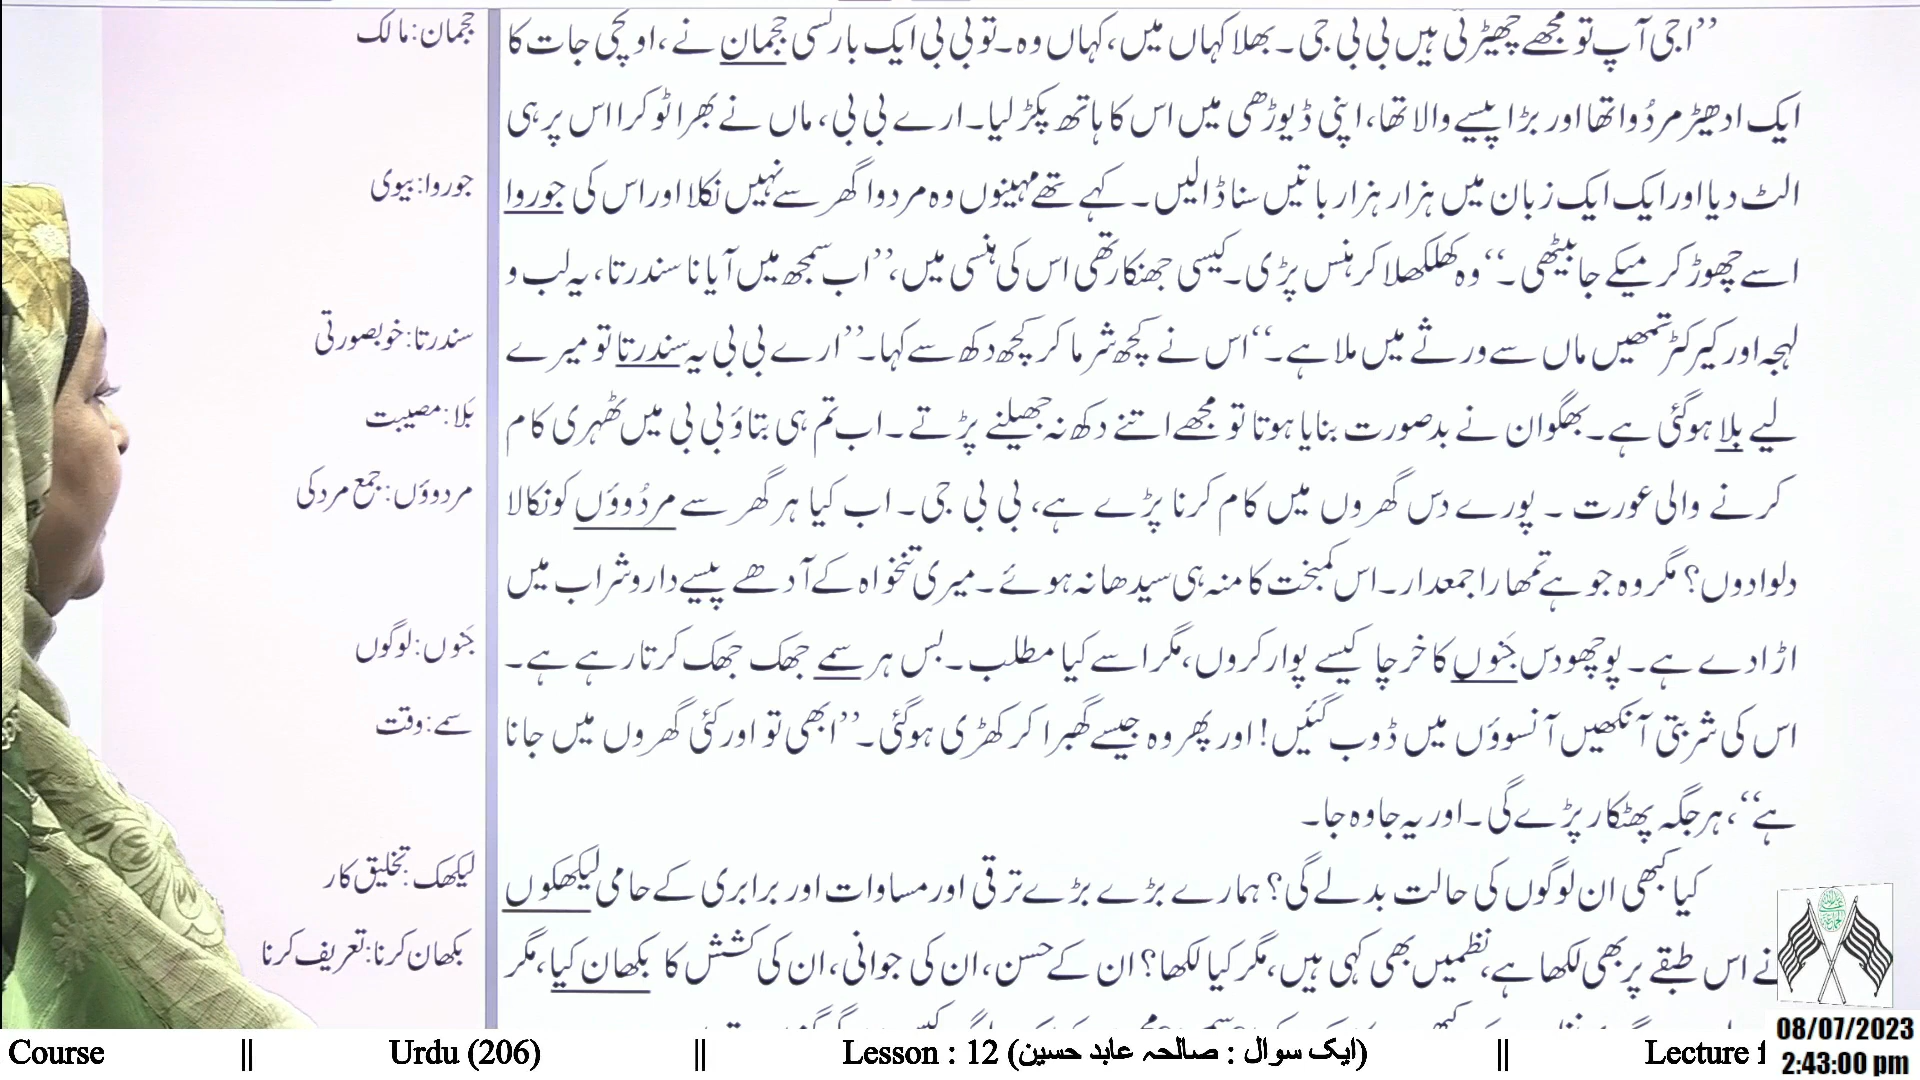 ’’اجی آپ تو مجھے چھیڑتی ہیں بی بی جی۔ بھلا کہاں میں، کہاں وہ۔ تو بی بی ایک بار کسی ججمان نے، اونچی جات کا
ایک ادھیڑ مردُوا تھا اور بڑا پیسے والا تھا، اپنی ڈیوڑھی میں اس کا ہاتھ پکڑ لیا۔ ارے بی بی، ماں نے بھرا ٹوکرا اس پر ہی
الٹ دیا اور ایک ایک زبان میں ہزار ہزار باتیں سنا ڈالیں۔ کہے تھے مہینوں وہ مردوا گھر سے نہیں نکلا اور اس کی جوروا
اسے چھوڑ کر میکے جا بیٹھی۔‘‘ وہ کھلکھلا کر ہنس پڑی۔ کیسی جھنکار تھی اس کی ہنسی میں، ’’اب سمجھ میں آیا نا سندرتا، یہ لب و
لہجہ اور کیرکٹر تمھیں ماں سے ورثے میں ملا ہے۔‘‘ اس نے کچھ شرما کر کچھ دکھ سے کہا۔ ’’ارے بی بی یہ سندرتا تو میرے
لیے بلا ہو گئی ہے۔ بھگوان نے بدصورت بنایا ہوتا تو مجھے اتنے دکھ نہ جھیلنے پڑتے۔ اب تم ہی بتاؤ بی بی میں ٹھہری کام
کرنے والی عورت ۔ پورے دس گھروں میں کام کرنا پڑے ہے، بی بی جی۔ اب کیا ہر گھر سے مردُووٴں کو نکالا
دلوادوں؟ مگر وہ جو ہے تمھارا جمعدار۔ اس کمبخت کا منہ ہی سیدھا نہ ہوئے۔ میری تنخواہ کے آدھے پیسے دارو شراب میں
اڑا دے ہے۔ پوچھو دس جَنوں کا خرچا کیسے پوار کروں، مگر اسے کیا مطلب۔ بس ہر سمے جھک جھک کرتا رہے ہے۔
اس کی شربتی آنکھیں آنسوؤں میں ڈوب گئیں! اور پھر وہ جیسے گھبرا کر کھڑی ہو گئی۔ ’’ابھی تو اور کئی گھروں میں جانا
ہے‘‘، ہر جگہ پھٹکار پڑے گی۔ اور یہ جا وہ جا۔
کیا کبھی ان لوگوں کی حالت بدلے گی؟ ہمارے بڑے بڑے ترقی اور مساوات اور برابری کے حامی لیکھکوں
نے اس طبقے پر بھی لکھا ہے، نظمیں بھی کہی ہیں، مگر کیا لکھا؟ ان کے حسن، ان کی جوانی، ان کی کشش کا بکھان کیا، مگر
ججمان: مالک
جوروا: بیوی
سندرتا: خوبصورتی
بَلا: مصیبت
مردووٴں: جمع مرد کی
جَنوں: لوگوں
سمے: وقت
لیکھک: تخلیق کار
بکھان کرنا: تعریف کرنا
Course || Urdu (206) || Lesson : 12 (ایک سوال : صالحہ عابد حسین) || Lecture
08/07/2023
2:43:00 pm